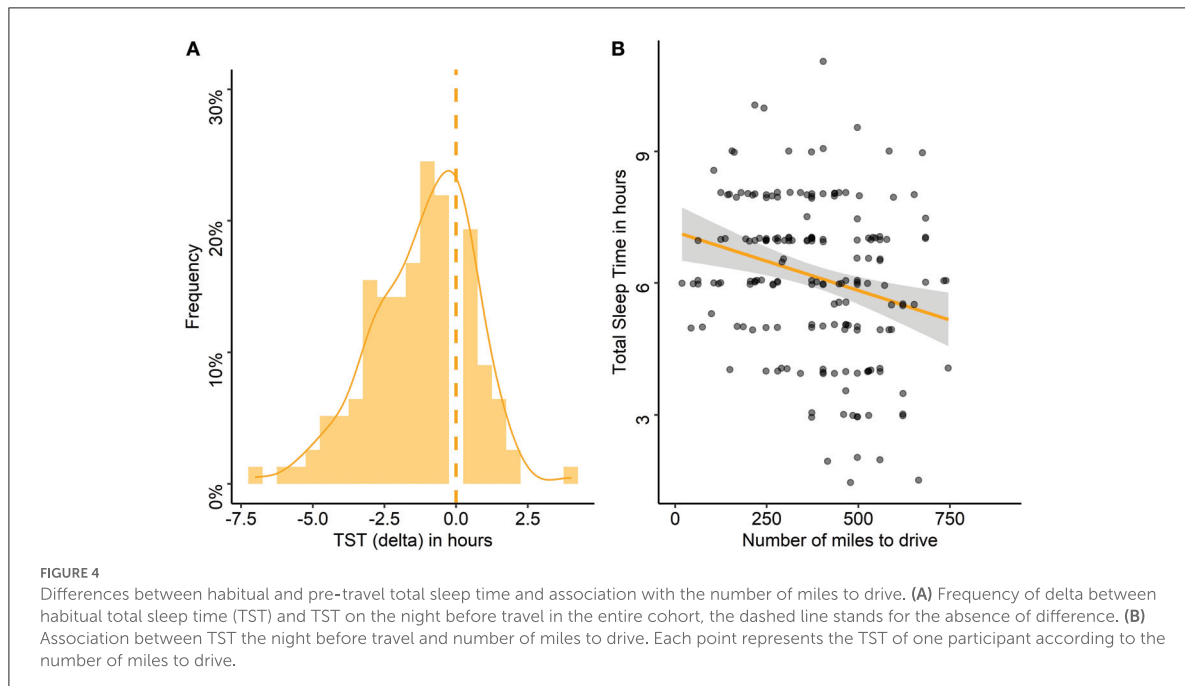 A
B
30%
20%
10%
0%
Frequency
-7.5
-5.0
-2.5
0.0
2.5
TST (delta) in hours
9
6
3
Total Sleep Time in hours
0
250
500
750
Number of miles to drive
FIGURE 4
Differences between habitual and pre-travel total sleep time and association with the number of miles to drive. (A) Frequency of delta between
habitual total sleep time (TST) and TST on the night before travel in the entire cohort, the dashed line stands for the absence of difference. (B)
Association between TST the night before travel and number of miles to drive. Each point represents the TST of one participant according to the
number of miles to drive.